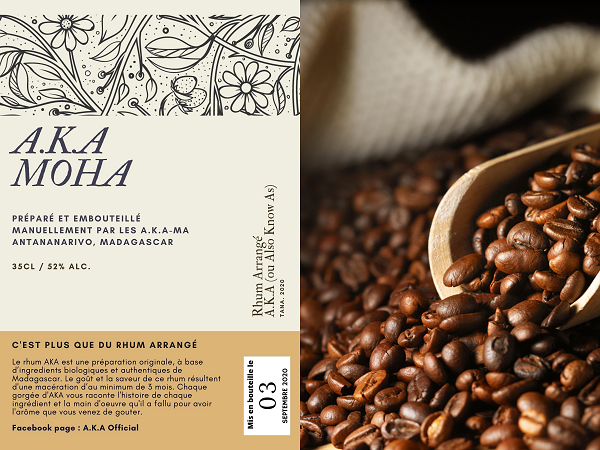 A.K.A
MOHA
PRÉPARÉ ET EMBOUTEILLÉ
MANUELLEMENT PAR LES A.K.A-MA
ANTANANARIVO, MADAGASCAR
35CL / 52% ALC.
Rhum Arrangé
A.K.A (ou Also Know As)
TANA. 2020
C'EST PLUS QUE DU RHUM ARRANGÉ
Le rhum AKA est une préparation originale, à base
d'ingredients biologiques et authentiques de
Madagascar. Le goût et la saveur de ce rhum résultent
d'une macération d'au minimum de 3 mois. Chaque
gorgée d'AKA vous raconte l'histoire de chaque
ingrédient et la main d'oeuvre qu'il a fallu pour avoir
l'arôme que vous venez de gouter.
Facebook page : A.K.A Official
Mis en bouteille le
03
SEPTEMBRE 2020